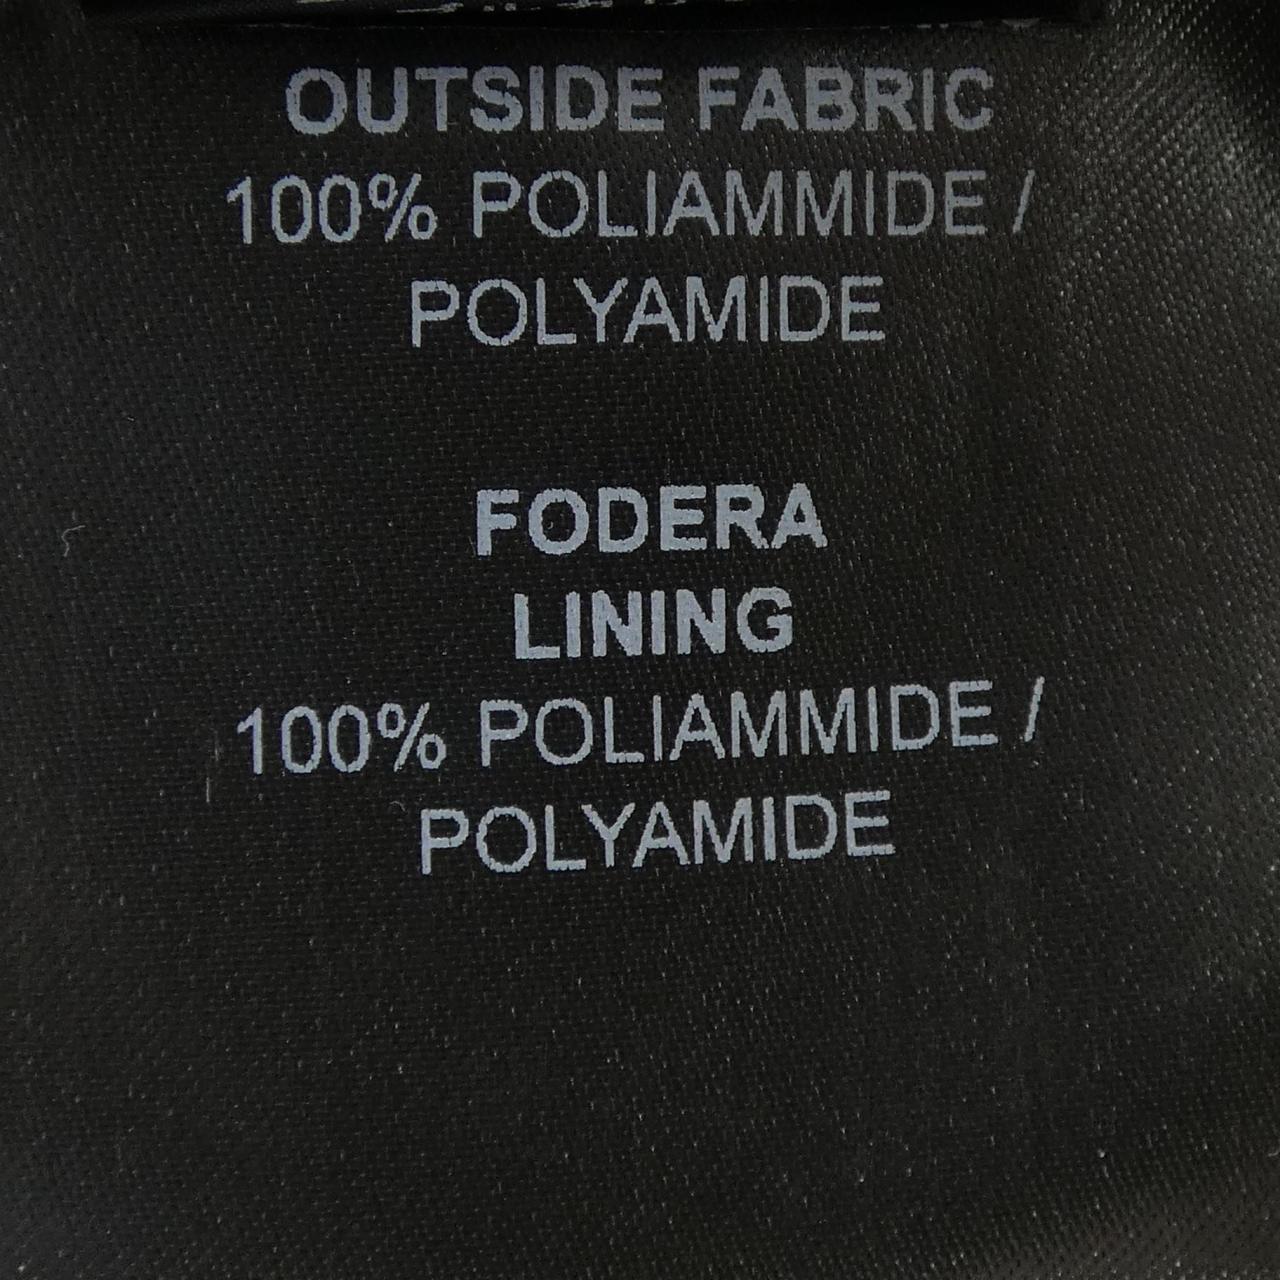 OUTSIDE FABRIC
100% POLIAMMIDE /
POLYAMIDE
FODERA
LINING
100% POLIAMMIDE /
POLYAMIDE